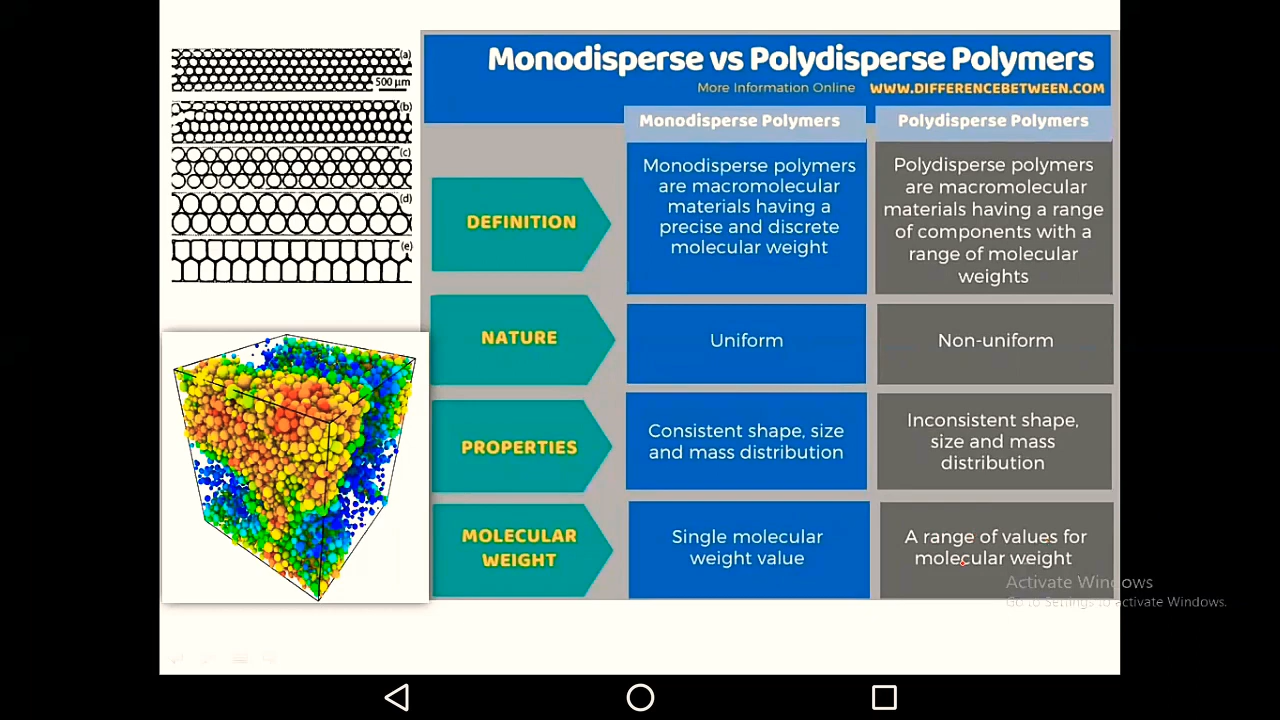 (a)
500 µm
(b)
(c)
(d)
(e)
Monodisperse vs Polydisperse Polymers
More Information Online WWW.DIFFERENCEBETWEEN.COM
Monodisperse Polymers
Polydisperse Polymers
DEFINITION
Monodisperse polymers
are macromolecular
materials having a
precise and discrete
molecular weight
Polydisperse polymers
are macromolecular
materials having a range
of components with a
range of molecular
weights
NATURE
Uniform
Non-uniform
PROPERTIES
Consistent shape, size
and mass distribution
Inconsistent shape,
size and mass
distribution
MOLECULAR
WEIGHT
Single molecular
weight value
A range of values for
molecular weight
Activate Windows
Go to Settings to activate Windows.